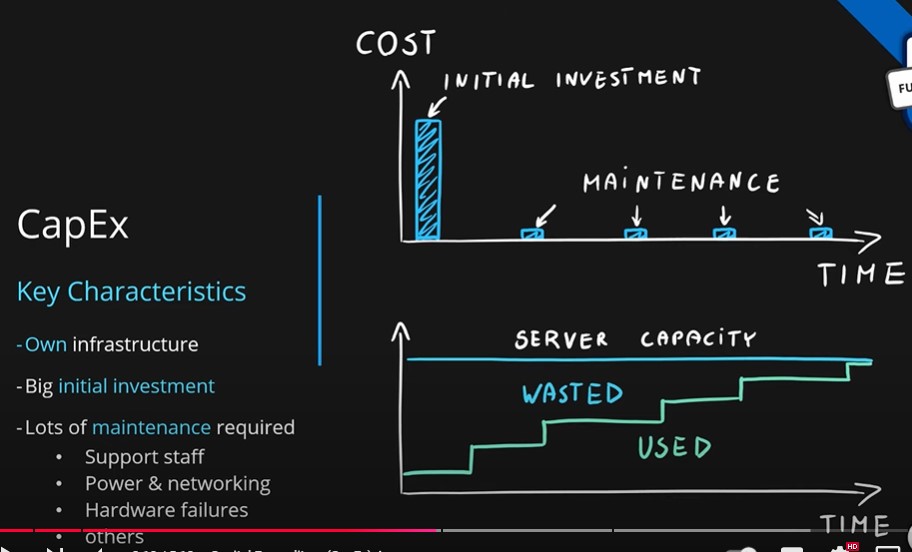 COST
INITIAL INVESTMENT
MAINTENANCE
TIME
CapEx
Key Characteristics
- Own infrastructure
- Big initial investment
- Lots of maintenance required
• Support staff
• Power & networking
• Hardware failures
• others
SERVER CAPACITY
WASTED
USED
TIME
FU
HD